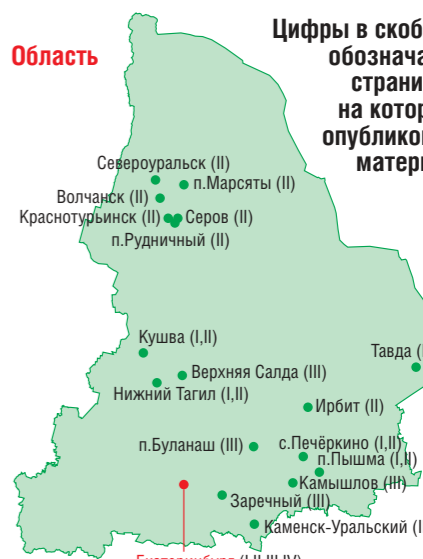 Область
Цифры в скоб
обознача
страни
на котор
опубликов
матери
Североуральск (II)
п.Марсяты (II)
Волчанск (II)
Краснотурьинск (II)
Серов (II)
п.Рудничный (II)
Кушва (I,II)
Тавда (I
Верхняя Салда (III)
Нижний Тагил (I,II)
Ирбит (II)
п.Буланаш (III)
с.Печёркино (I,II)
п.Пышма (I,II)
Камышлов (III)
Заречный (III)
Каменск-Уральский (I